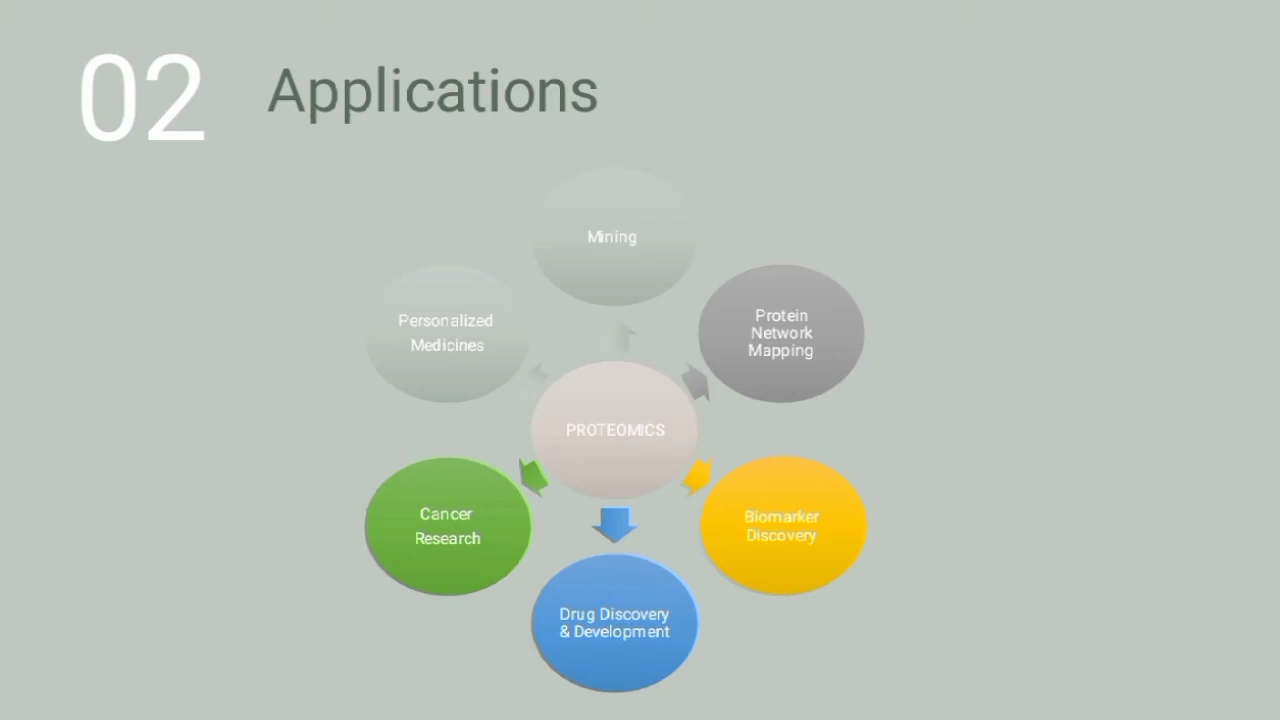 02
Applications
Mining
Personalized
Medicines
Protein
Network
Mapping
PROTEOMICS
Cancer
Research
Biomarker
Discovery
Drug Discovery
& Development